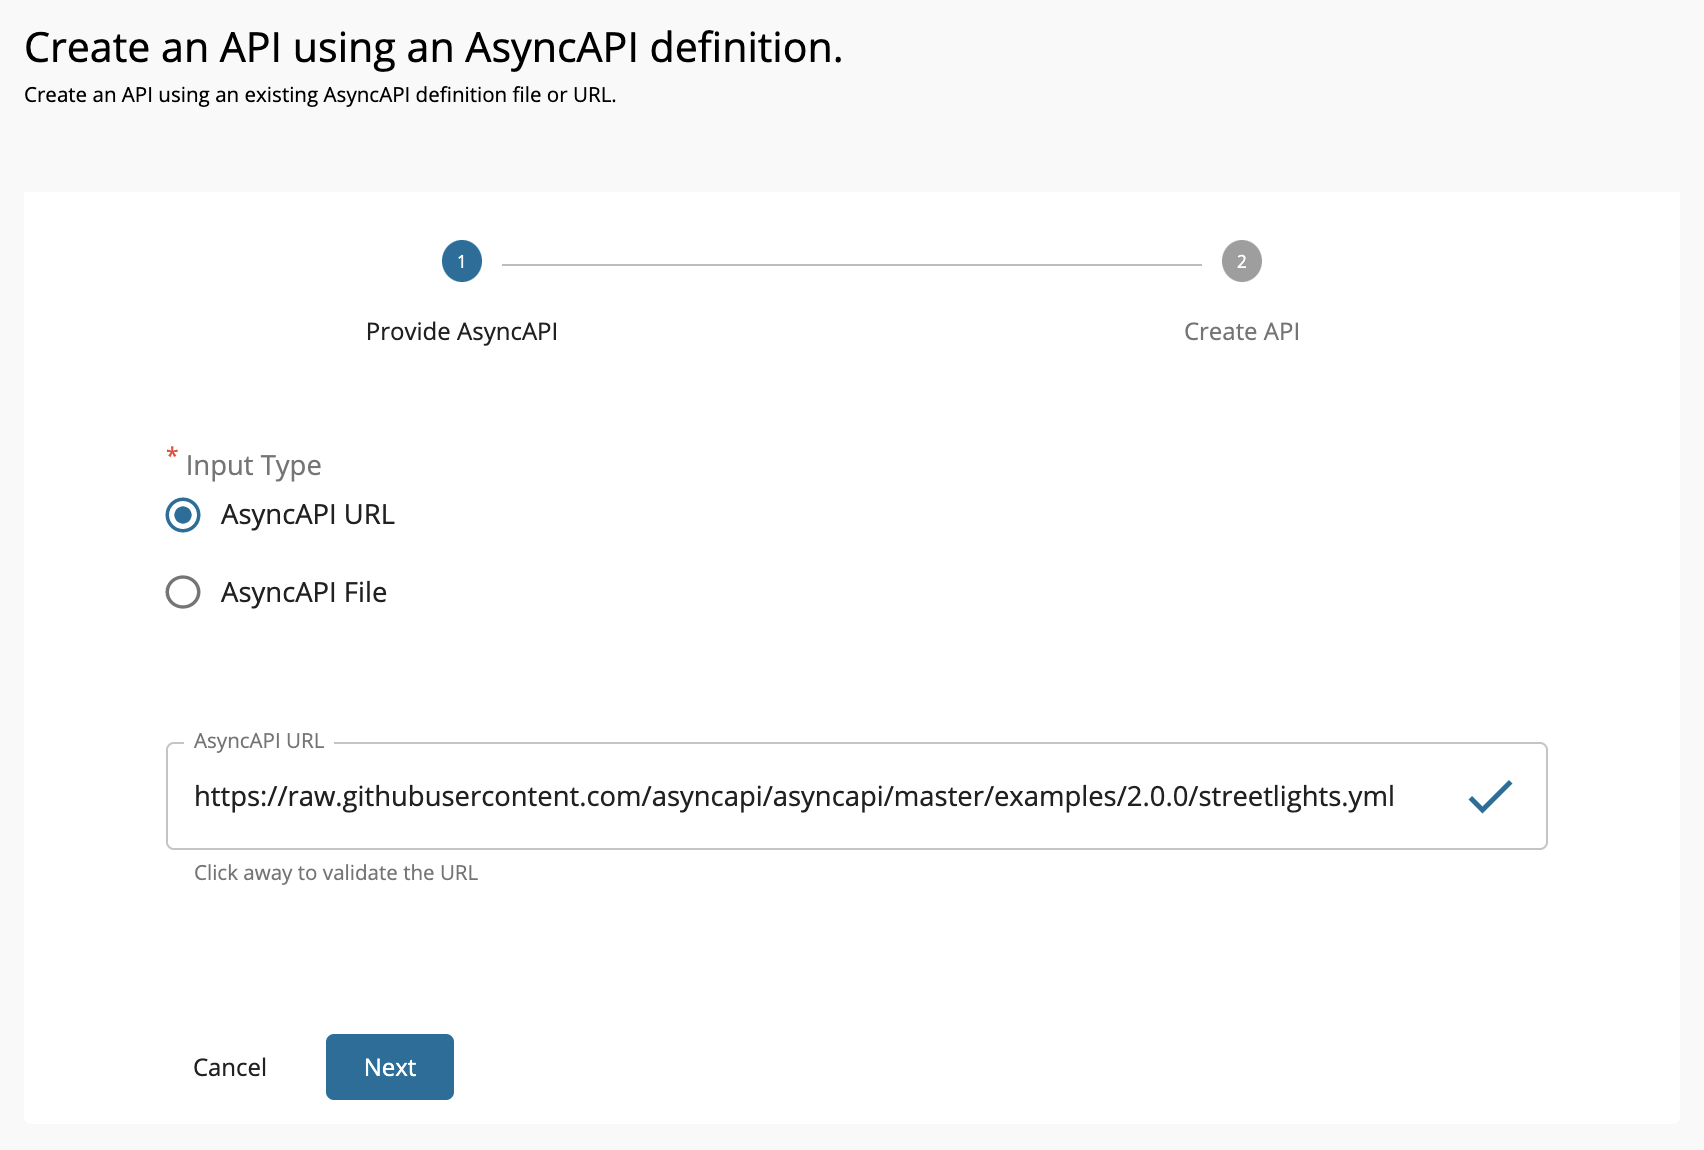 Create an API using an AsyncAPI definition.
Create an API using an existing AsyncAPI definition file or URL.
1
2
Provide AsyncAPI
Create API
* Input Type
AsyncAPI URL
AsyncAPI File
AsyncAPI URL
https://raw.githubusercontent.com/asyncapi/asyncapi/master/examples/2.0.0/streetlights.yml
Click away to validate the URL
Cancel
Next